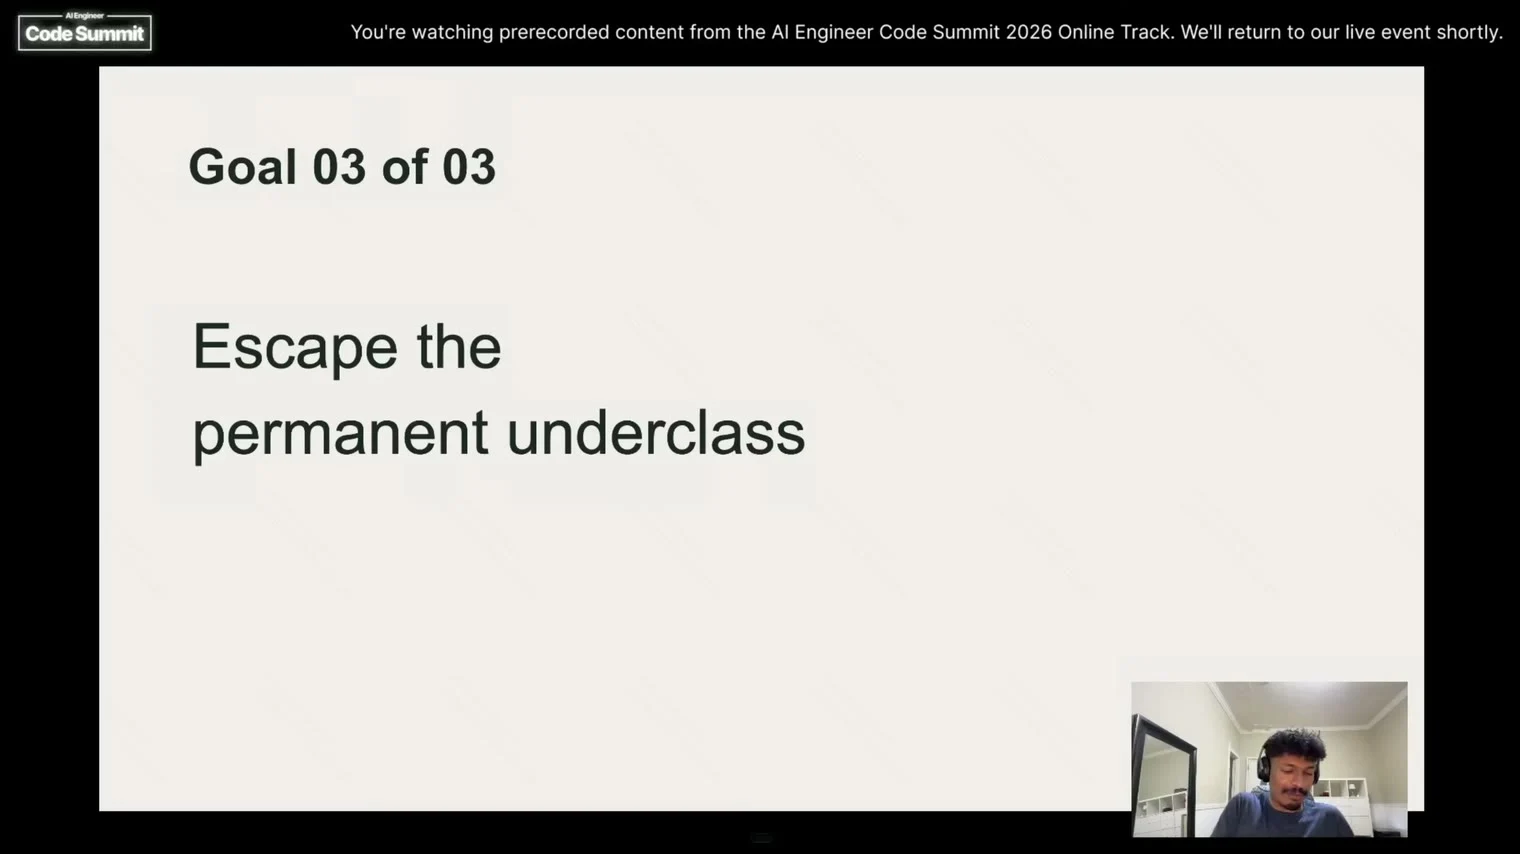 AI Engineer
Code Summit
You're watching prerecorded content from the AI Engineer Code Summit 2026 Online Track. We'll return to our live event shortly.
Goal 03 of 03
Escape the
permanent underclass